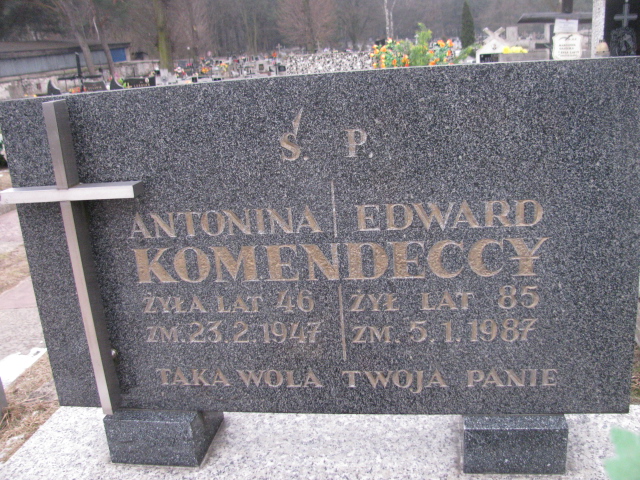 Ś. P.
ANTONINA EDWARD
KOMENDECCY
ŻYŁA LAT 46 ŻYŁ LAT 85
ZM. 23.2.1947 ZM. 5.1.1987
TAKA WOLA TWOJA PANIE